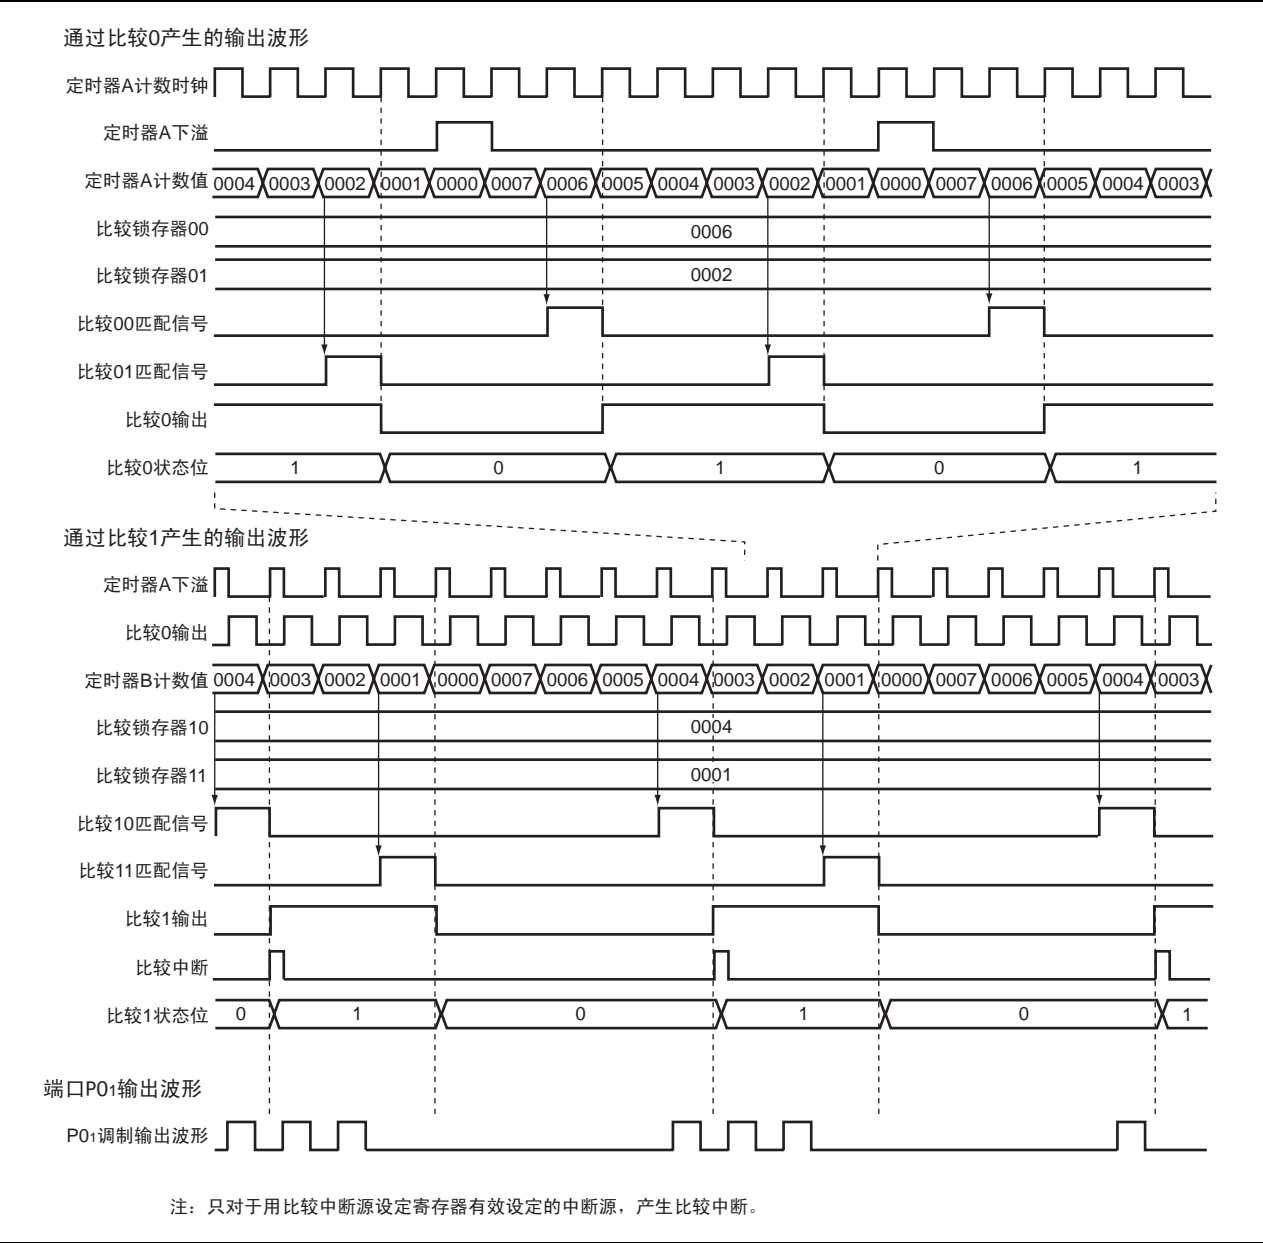 通过比较0产生的输出波形
定时器A计数时钟
定时器A下溢
定时器A计数值 0004 0003 0002 0001 0000 0007 0006 0005 0004 0003 0002 0001 0000 0007 0006 0005 0004 0003
比较锁存器00 0006
比较锁存器01 0002
比较00匹配信号
比较01匹配信号
比较0输出
比较0状态位 1 0 1 0 1
通过比较1产生的输出波形
定时器A下溢
比较0输出
定时器B计数值 0004 0003 0002 0001 0000 0007 0006 0005 0004 0003 0002 0001 0000 0007 0006 0005 0004 0003
比较锁存器10 0004
比较锁存器11 0001
比较10匹配信号
比较11匹配信号
比较1输出
比较中断
比较1状态位 0 1 0 1 0 1
端口P01输出波形
P01调制输出波形
注：只对于用比较中断源设定寄存器有效设定的中断源，产生比较中断。